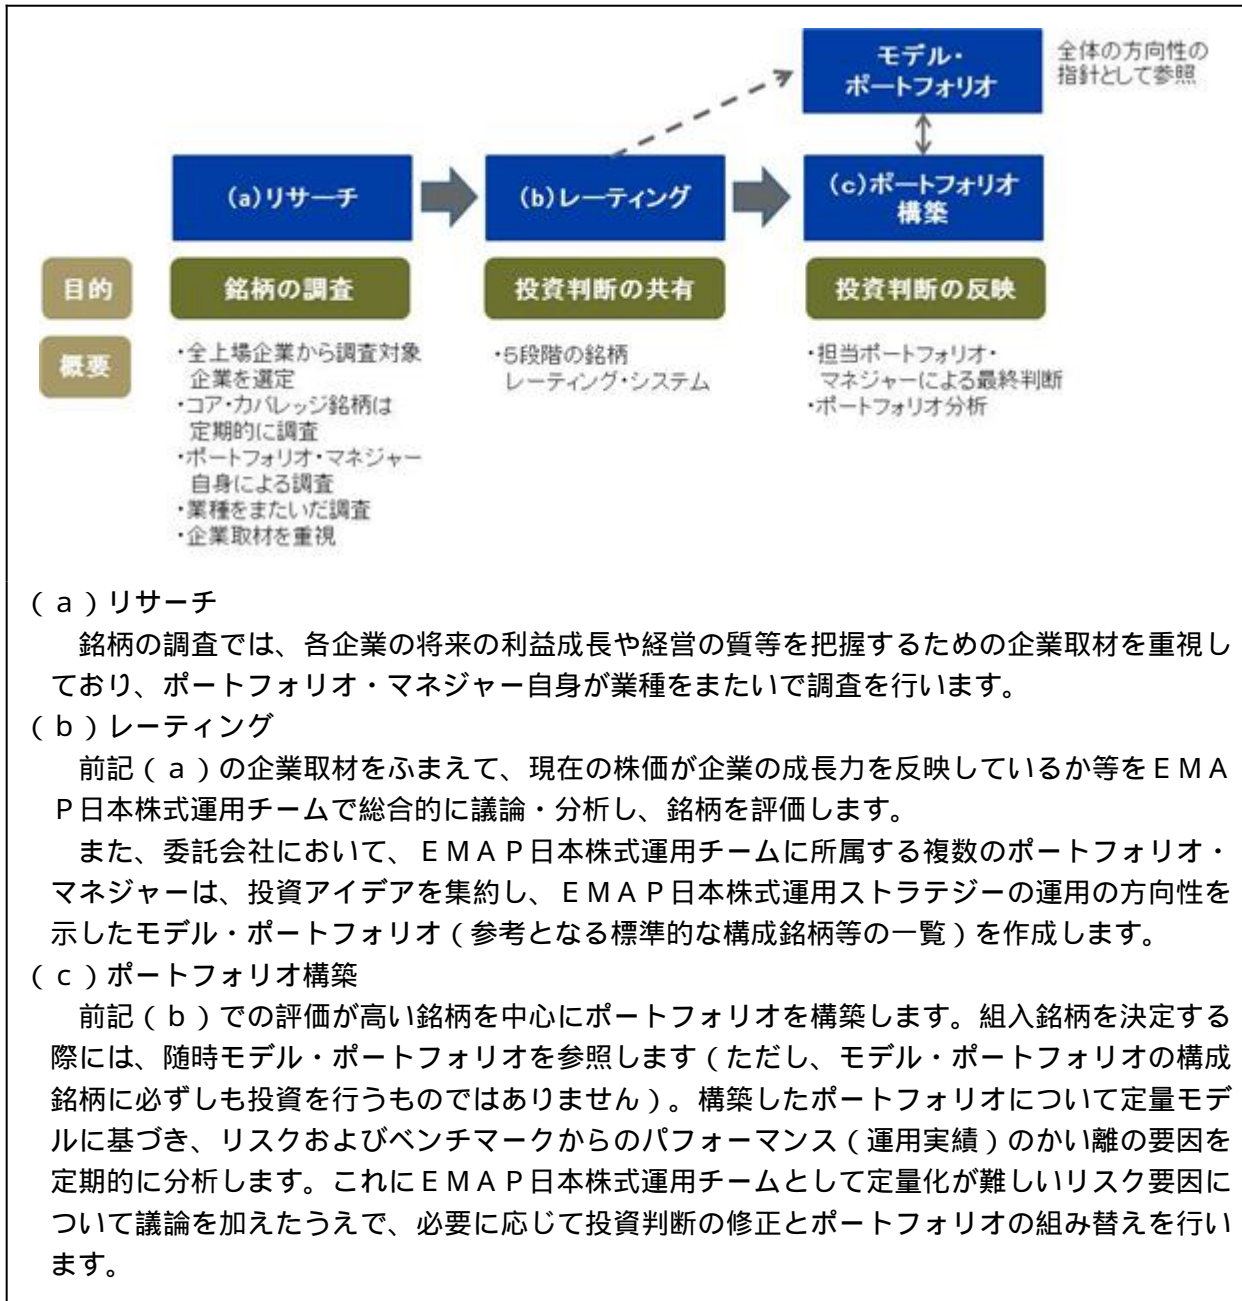 モデル・
ポートフォリオ
全体の方向性の
指針として参照
(a)リサーチ
(b)レーティング
(c)ポートフォリオ
構築
目的
銘柄の調査
投資判断の共有
投資判断の反映
概要
・全上場企業から調査対象
企業を選定
・コア・カバレッジ銘柄は
定期的に調査
・ポートフォリオ・マネジャー
自身による調査
・業種をまたいだ調査
・企業取材を重視
・5段階の銘柄
レーティング・システム
・担当ポートフォリオ・
マネジャーによる最終判断
・ポートフォリオ分析
(a)リサーチ
銘柄の調査では、各企業の将来の利益成長や経営の質等を把握するための企業取材を重視し
ており、ポートフォリオ・マネジャー自身が業種をまたいで調査を行います。
(b)レーティング
前記(a)の企業取材をふまえて、現在の株価が企業の成長力を反映しているか等をEMA
P日本株式運用チームで総合的に議論・分析し、銘柄を評価します。
また、委託会社において、EMAP日本株式運用チームに所属する複数のポートフォリオ・
マネジャーは、投資アイデアを集約し、EMAP日本株式運用ストラテジーの運用の方向性を
示したモデル・ポートフォリオ(参考となる標準的な構成銘柄等の一覧)を作成します。
(c)ポートフォリオ構築
前記(b)での評価が高い銘柄を中心にポートフォリオを構築します。組入銘柄を決定する
際には、随時モデル・ポートフォリオを参照します(ただし、モデル・ポートフォリオの構成
銘柄に必ずしも投資を行うものではありません)。構築したポートフォリオについて定量モデ
ルに基づき、リスクおよびベンチマークからのパフォーマンス(運用実績)のかい離の要因を
定期的に分析します。これにEMAP日本株式運用チームとして定量化が難しいリスク要因に
ついて議論を加えたうえで、必要に応じて投資判断の修正とポートフォリオの組み替えを行い
ます。